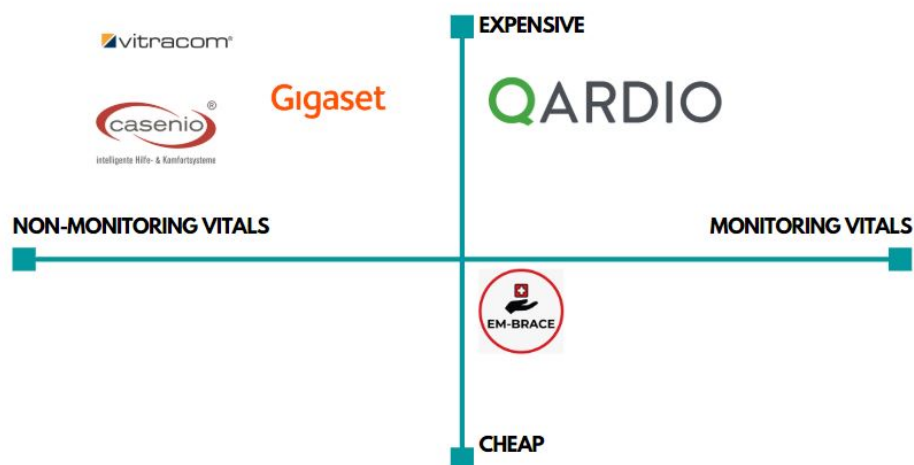 EXPENSIVE
vitracom®
Gigaset
QARDIO
casenio®
intelligente Hilfe- & Komfortsysteme
NON-MONITORING VITALS
MONITORING VITALS
EM-BRACE
CHEAP